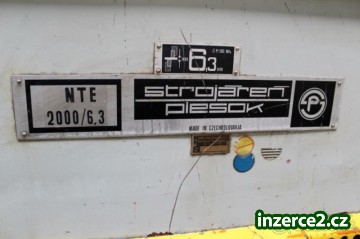 6,3
NTE
2000/6,3
strojáreň
piesok
MADE IN CZECHOSLOVAKIA
inzerce2.cz